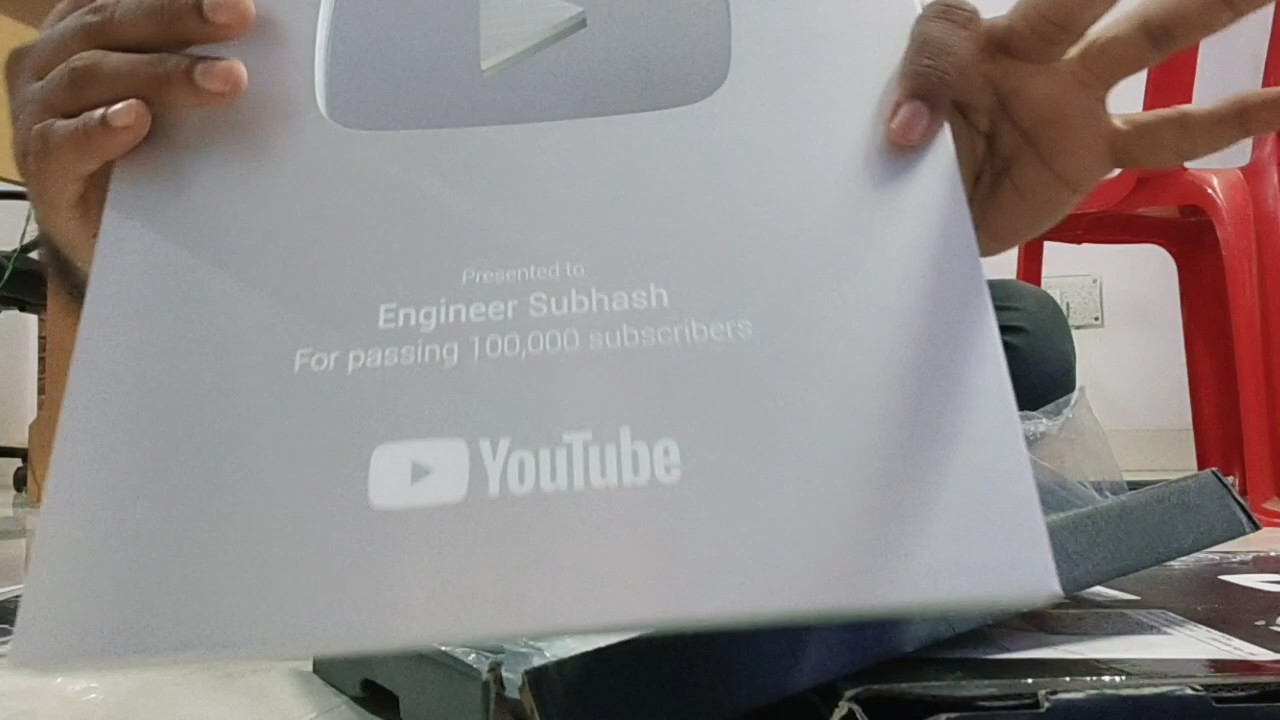 Presented to
Engineer Subhash
For passing 100,000 subscribers
YouTube